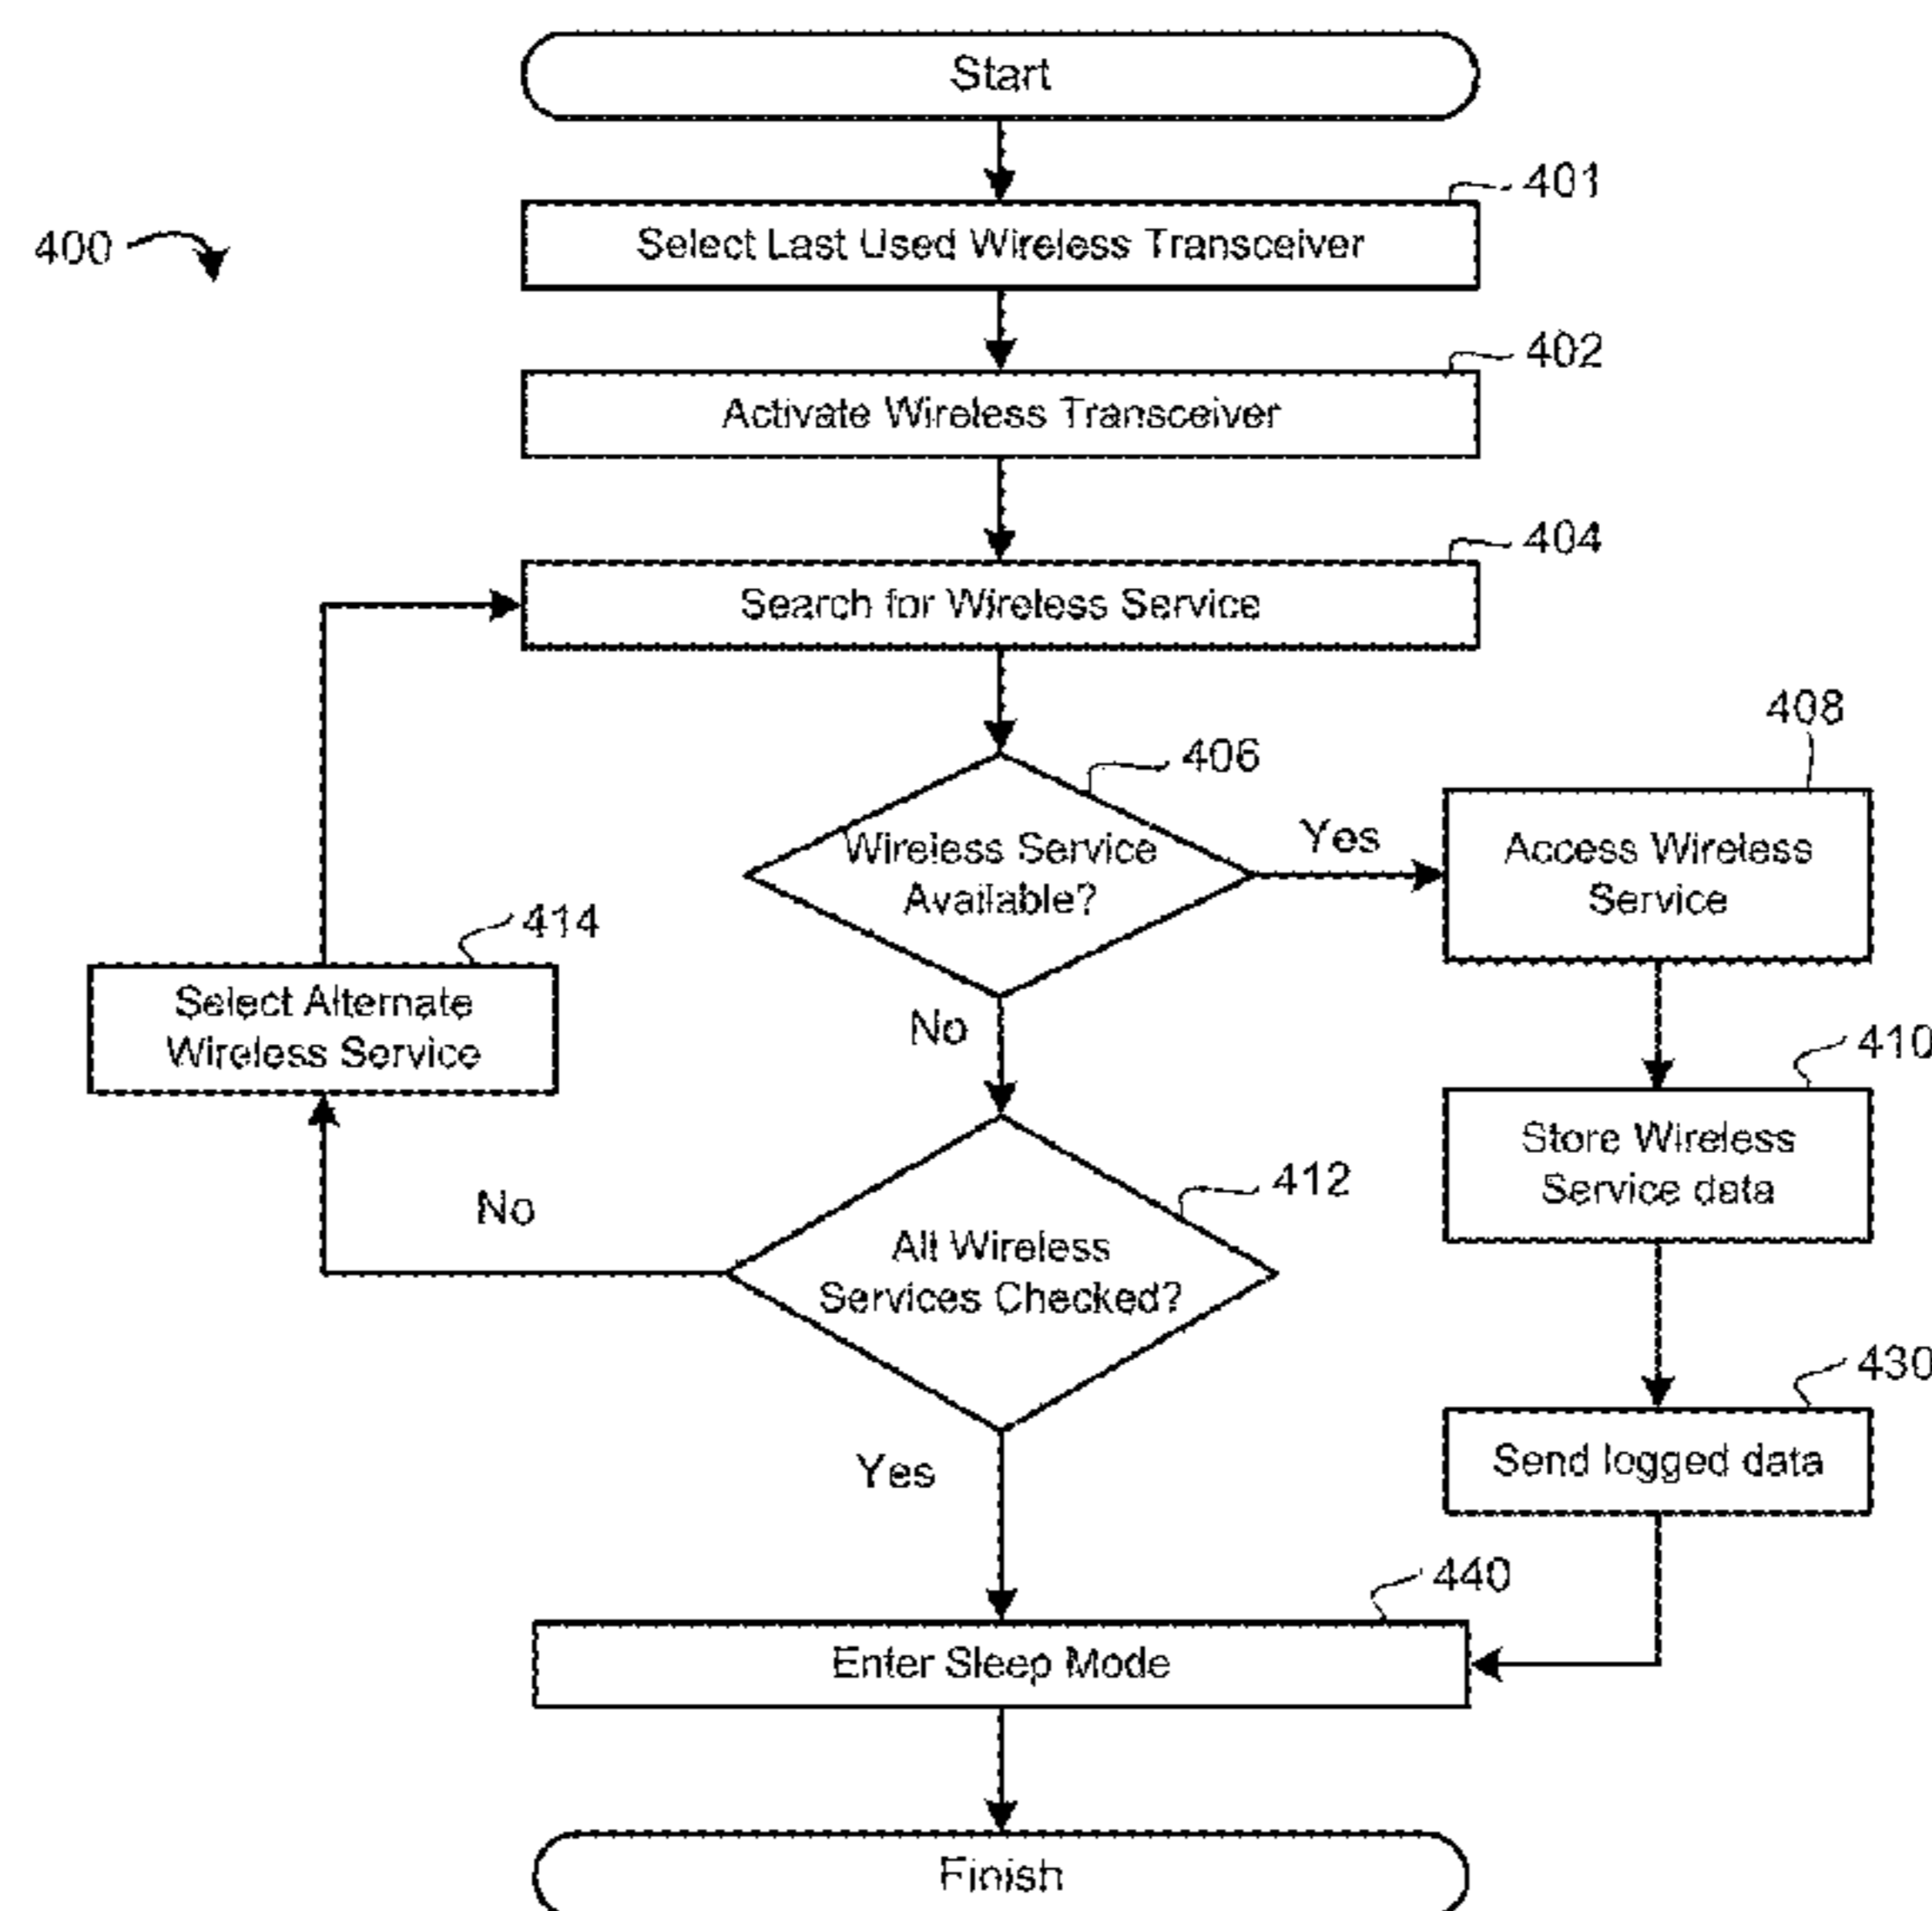 Start
401
Select Last Used Wireless Transceiver
400
402
Activate Wireless Transceiver
404
Search for Wireless Service
408
406
Wireless Service
Available?
Yes
Access Wireless
Service
414
Select Alternate
Wireless Service
No
410
Store Wireless
Service data
412
No
All Wireless
Services Checked?
430
Send logged data
Yes
440
Enter Sleep Mode
Finish